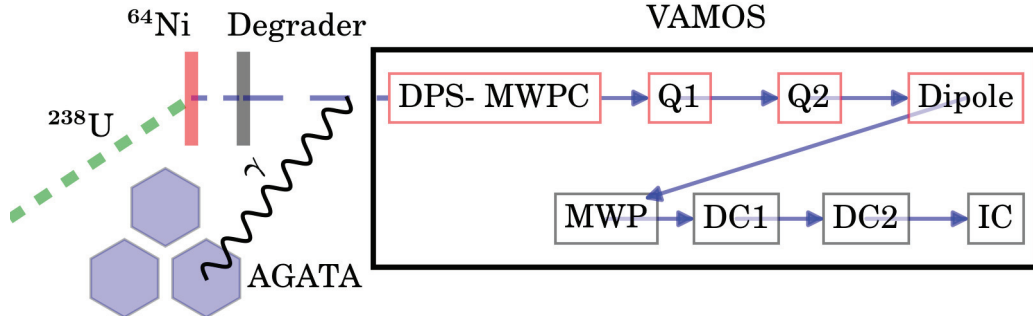 VAMOS
⁶⁴Ni
Degrader
DPS- MWPC
Q1
Q2
Dipole
²³⁸U
γ
MWP
DC1
DC2
IC
AGATA